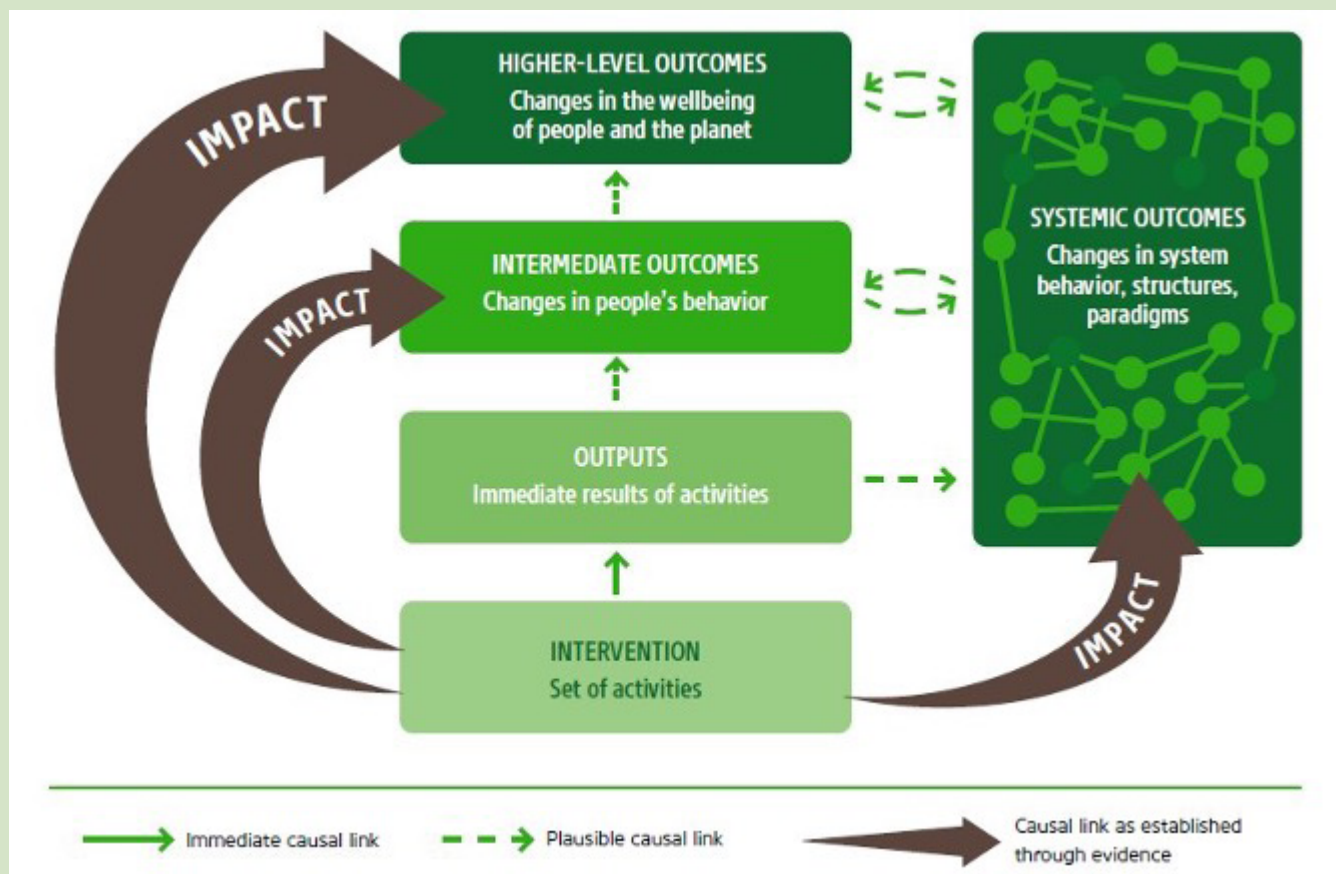 IMPACT
HIGHER-LEVEL OUTCOMES
Changes in the wellbeing
of people and the planet
IMPACT
INTERMEDIATE OUTCOMES
Changes in people's behavior
SYSTEMIC OUTCOMES
Changes in system
behavior, structures,
paradigms
OUTPUTS
Immediate results of activities
INTERVENTION
Set of activities
IMPACT
Immediate causal link
Plausible causal link
Causal link as established
through evidence